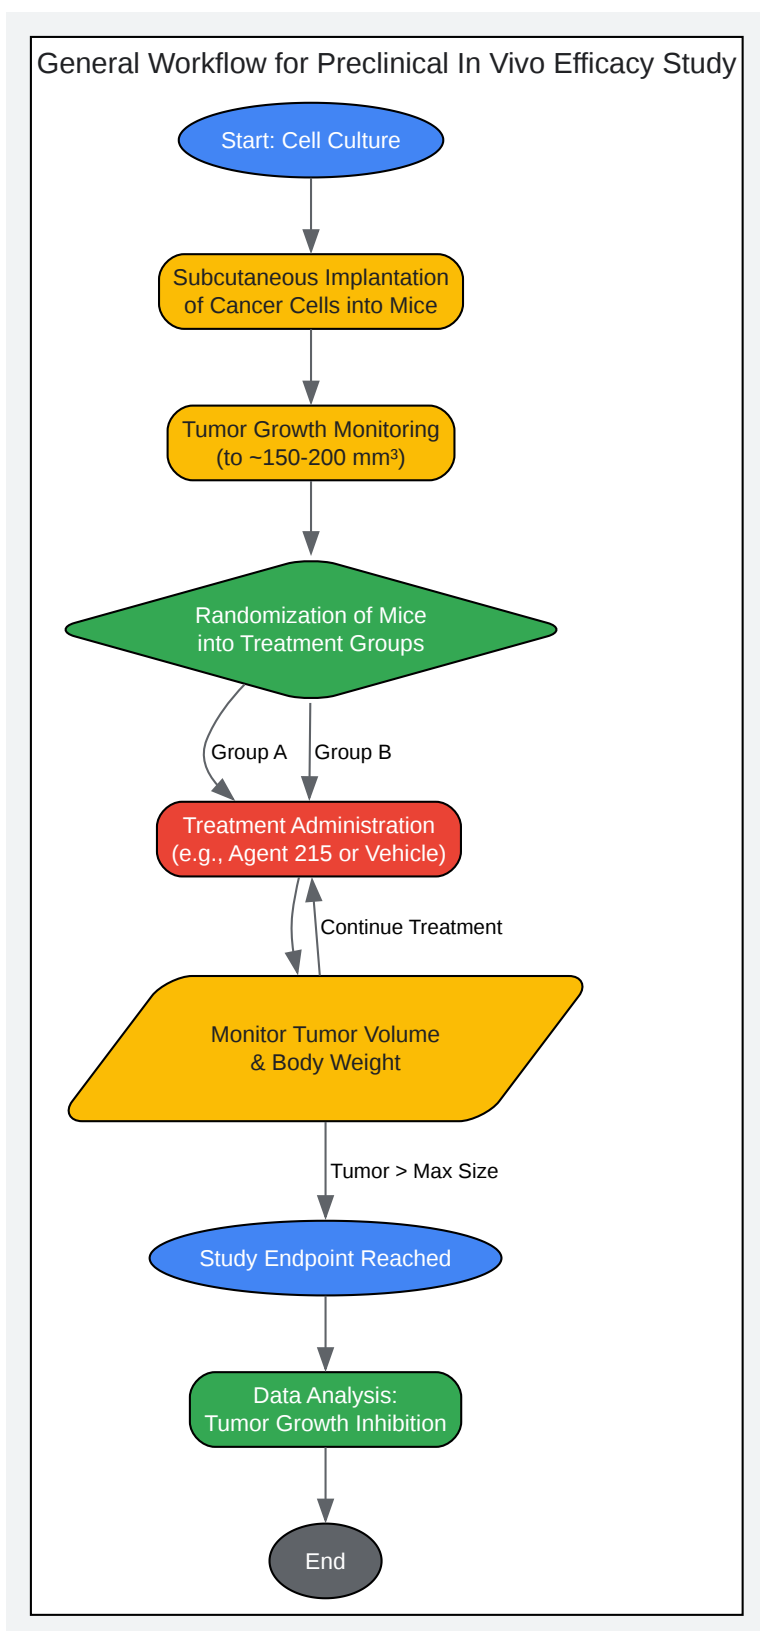 General Workflow for Preclinical In Vivo Efficacy Study
Start: Cell Culture
Subcutaneous Implantation
of Cancer Cells into Mice
Tumor Growth Monitoring
(to ~150-200 mm³)
Randomization of Mice
into Treatment Groups
Group A
Group B
Treatment Administration
(e.g., Agent 215 or Vehicle)
Continue Treatment
Monitor Tumor Volume
& Body Weight
Tumor > Max Size
Study Endpoint Reached
Data Analysis:
Tumor Growth Inhibition
End